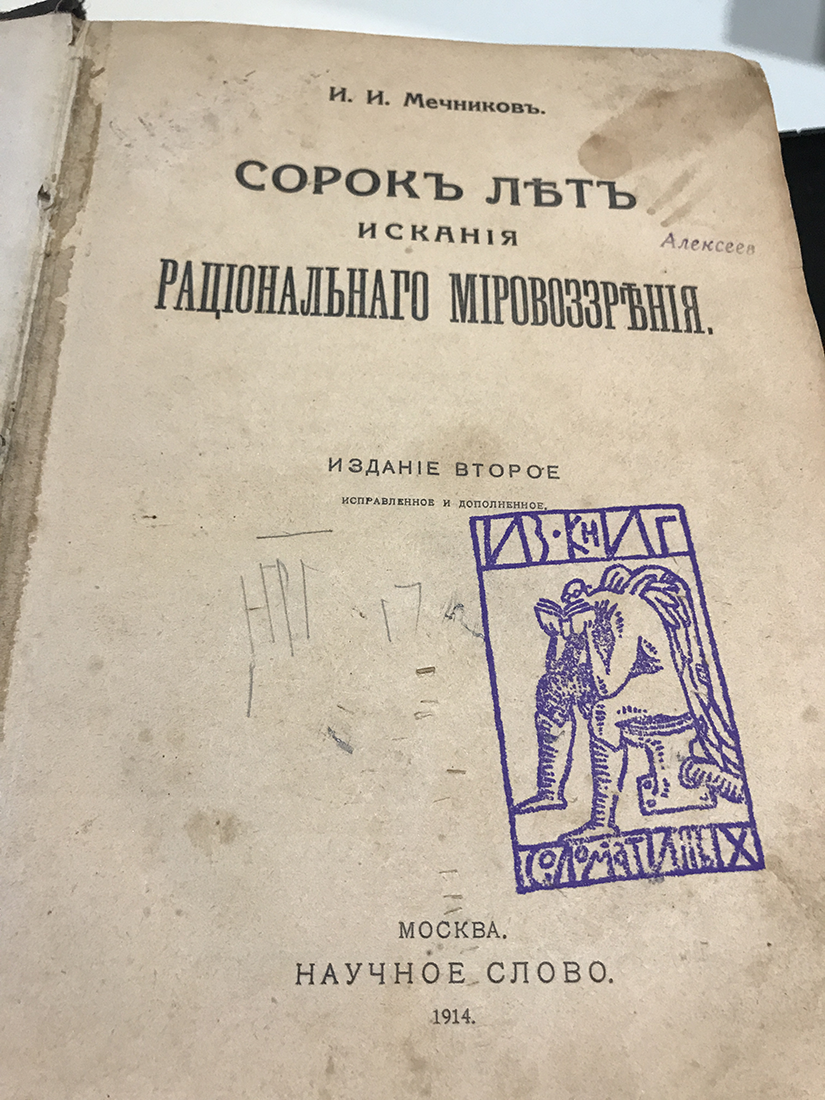 И. И. Мечниковъ.
СОРОКЪ ЛѢТЪ
ИСКАНІЯ
Алексеев
РАЦІОНАЛЬНАГО МІРОВОЗЗРѢНІЯ.
ИЗДАНІЕ ВТОРОЕ
ИСПРАВЛЕННОЕ И ДОПОЛНЕННОЕ.
ИЗ·КНИГ
СОЛОМАТИНЫХ
МОСКВА.
НАУЧНОЕ СЛОВО.
1914.